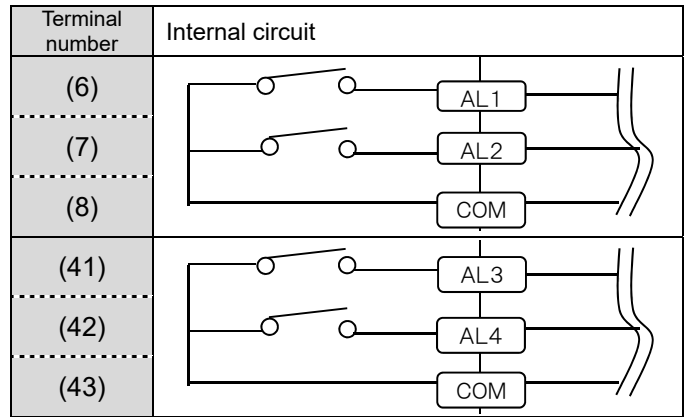 Terminal
number
Internal circuit
(6)
AL1
(7)
AL2
(8)
COM
(41)
AL3
(42)
AL4
(43)
COM